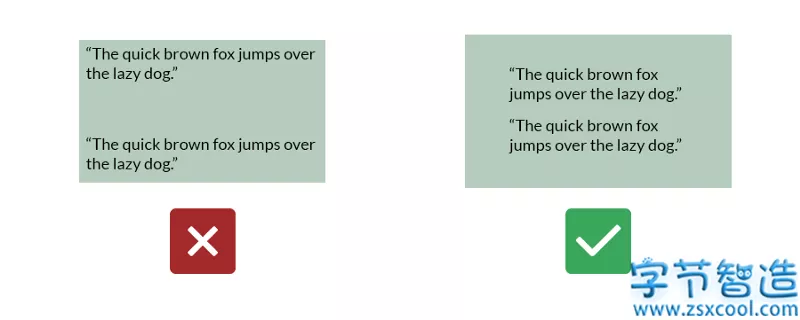 “The quick brown fox jumps over
the lazy dog.”
“The quick brown fox jumps over
the lazy dog.”
“The quick brown fox
jumps over the lazy dog.”
“The quick brown fox
jumps over the lazy dog.”
字节智造
www.zsxcool.com